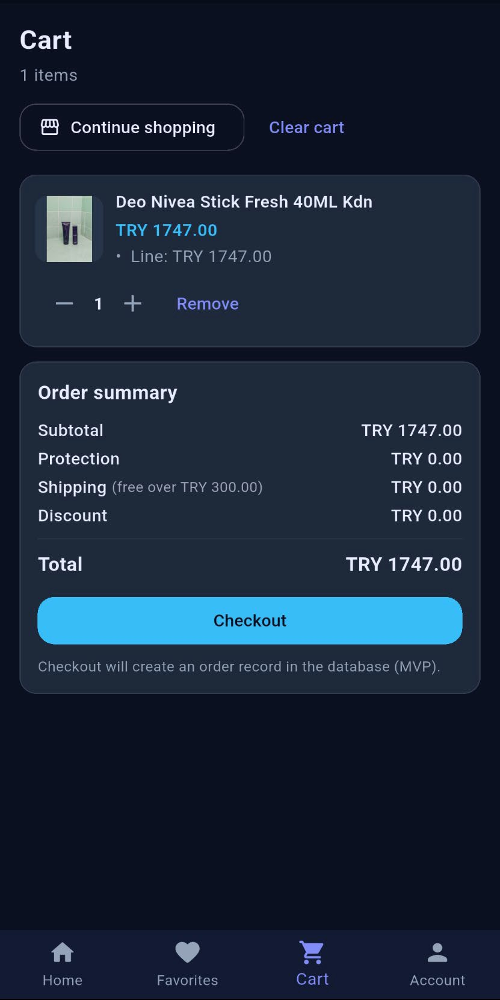 Cart
1 items
Continue shopping
Clear cart
Deo Nivea Stick Fresh 40ML Kdn
TRY 1747.00
• Line: TRY 1747.00
1
Remove
Order summary
Subtotal TRY 1747.00
Protection TRY 0.00
Shipping (free over TRY 300.00) TRY 0.00
Discount TRY 0.00
Total TRY 1747.00
Checkout
Checkout will create an order record in the database (MVP).
Home Favorites Cart Account